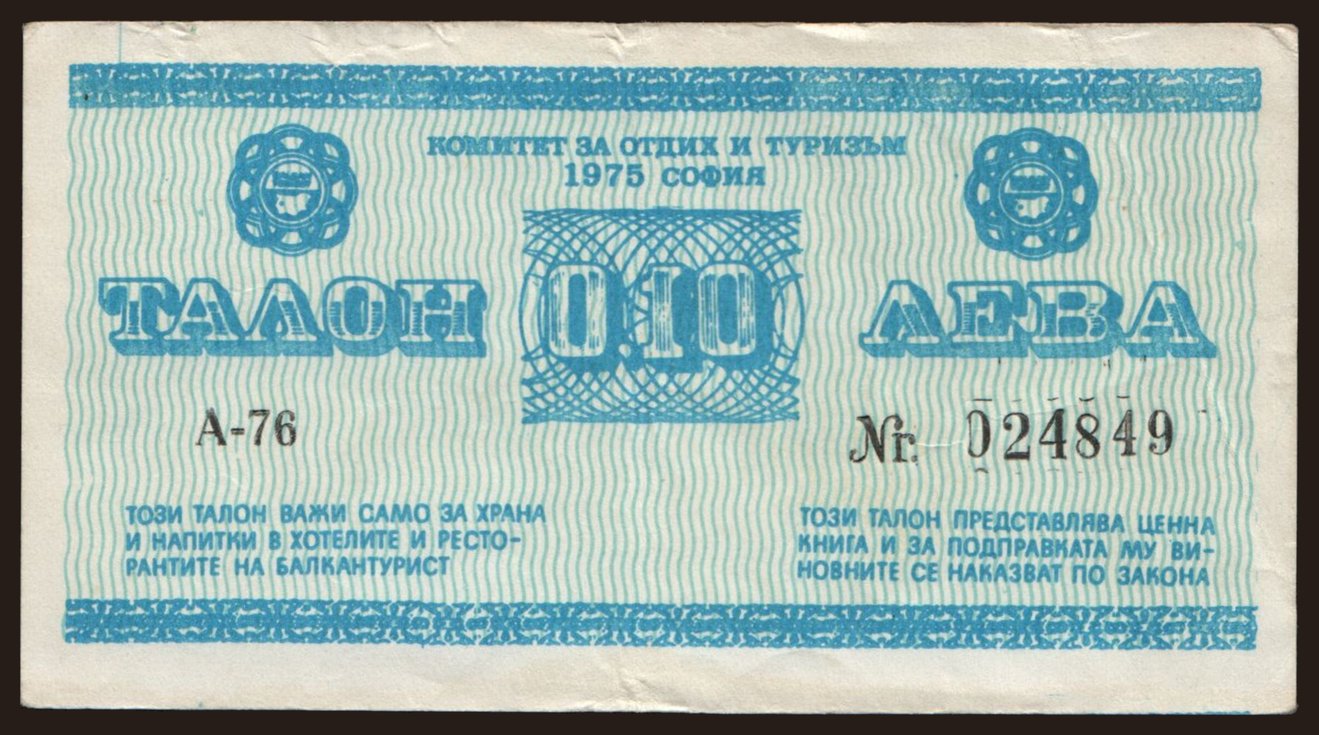 КОМИТЕТ ЗА ОТДИХ И ТУРИЗЪМ
1975 СОФИЯ
ТАЛОН 0.10 ЛЕВА
А-76
Nr. 024849
ТОЗИ ТАЛОН ВАЖИ САМО ЗА ХРАНА
И НАПИТКИ В ХОТЕЛИТЕ И РЕСТО-
РАНТИТЕ НА БАЛКАНТУРИСТ
ТОЗИ ТАЛОН ПРЕДСТАВЛЯВА ЦЕННА
КНИГА И ЗА ПОДПРАВКАТА МУ ВИ-
НОВНИТЕ СЕ НАКАЗВАТ ПО ЗАКОНА